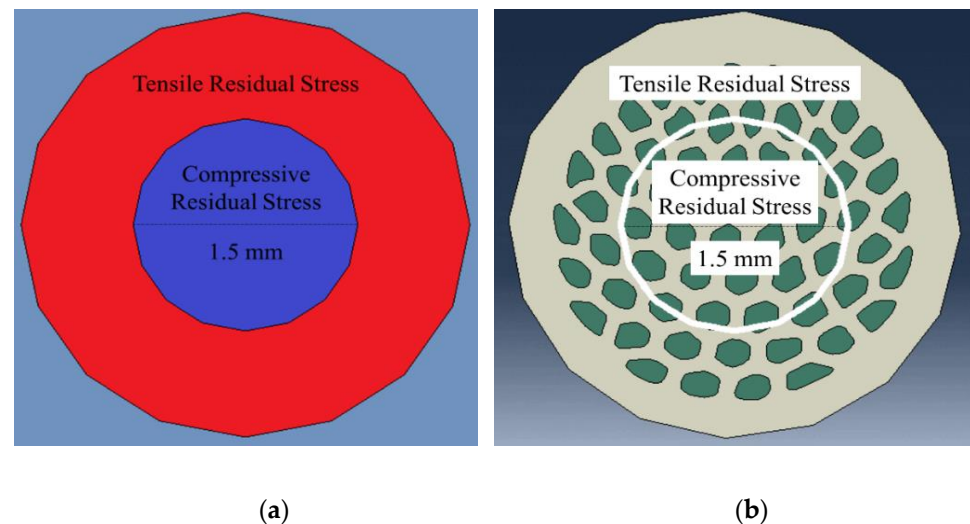 Tensile Residual Stress
Compressive
Residual Stress
1.5 mm
Tensile Residual Stress
Compressive
Residual Stress
1.5 mm
(a)
(b)